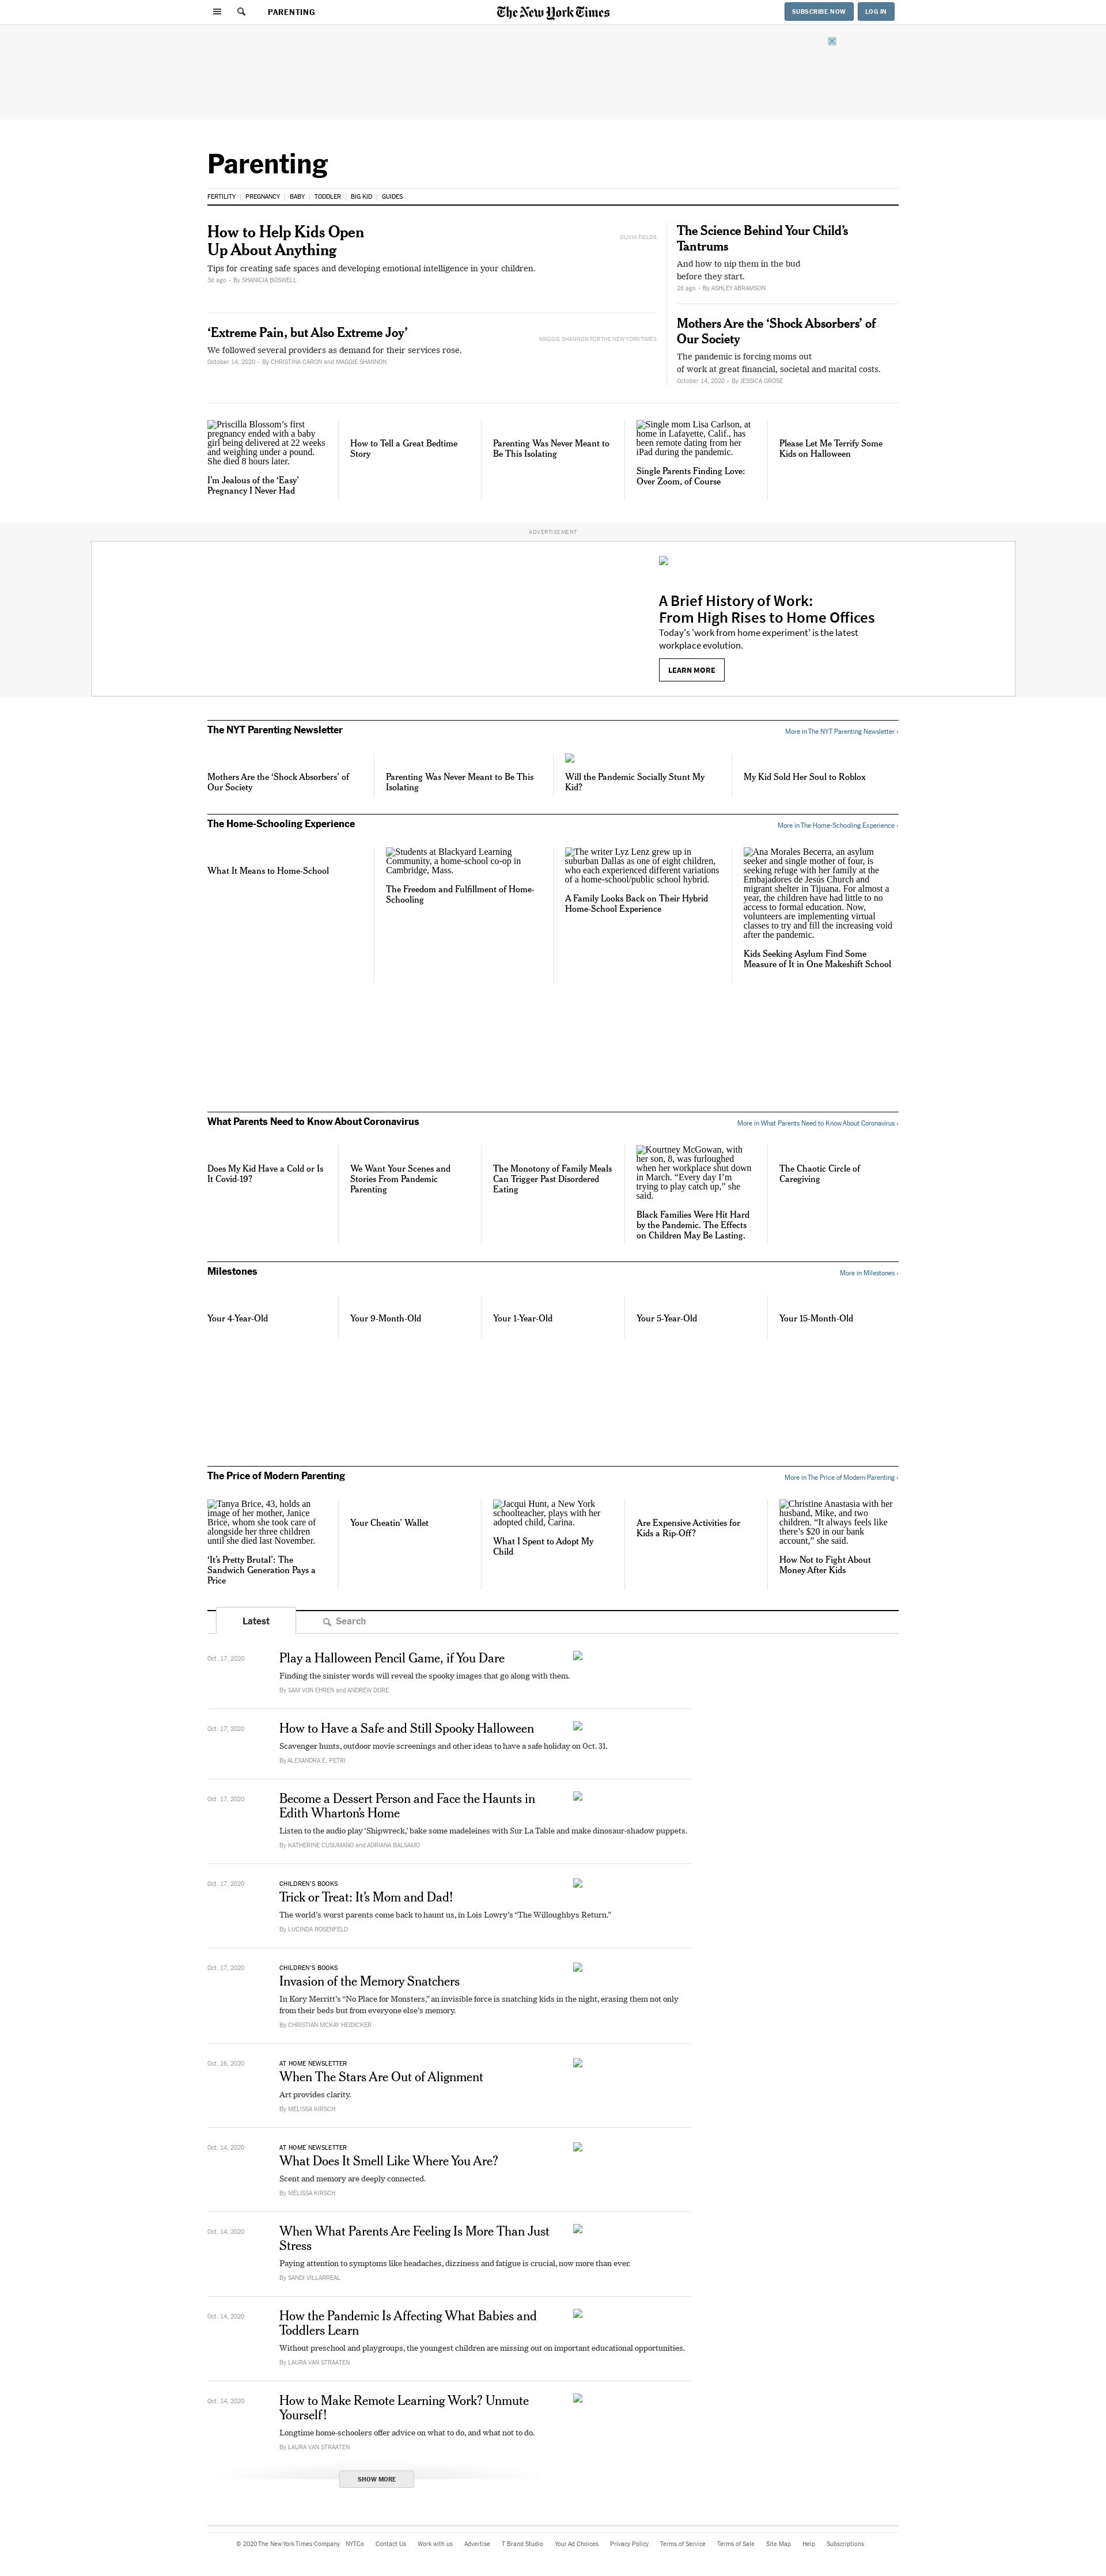 PARENTING
The New York Times
SUBSCRIBE NOW
LOG IN
Parenting
FERTILITY
PREGNANCY
BABY
TODDLER
BIG KID
GUIDES
How to Help Kids Open
Up About Anything
Tips for creating safe spaces and developing emotional intelligence in your children.
3d ago • By SHANICIA BOSWELL
OLIVIA FIELDS
‘Extreme Pain, but Also Extreme Joy’
We followed several providers as demand for their services rose.
October 14, 2020 • By CHRISTINA CARON and MAGGIE SHANNON
MAGGIE SHANNON FOR THE NEW YORK TIMES
The Science Behind Your Child’s
Tantrums
And how to nip them in the bud
before they start.
2d ago • By ASHLEY ABRAMSON
Mothers Are the ‘Shock Absorbers’ of
Our Society
The pandemic is forcing moms out
of work at great financial, societal and marital costs.
October 14, 2020 • By JESSICA GROSE
Priscilla Blossom’s first
pregnancy ended with a baby
girl being delivered at 22 weeks
and weighing under a pound.
She died 8 hours later.
I’m Jealous of the ‘Easy’
Pregnancy I Never Had
How to Tell a Great Bedtime
Story
Parenting Was Never Meant to
Be This Isolating
Single mom Lisa Carlson, at
home in Lafayette, Calif., has
been remote dating from her
iPad during the pandemic.
Single Parents Finding Love:
Over Zoom, of Course
Please Let Me Terrify Some
Kids on Halloween
ADVERTISEMENT
A Brief History of Work:
From High Rises to Home Offices
Today's 'work from home experiment' is the latest
workplace evolution.
LEARN MORE
The NYT Parenting Newsletter
More in The NYT Parenting Newsletter ›
Mothers Are the ‘Shock Absorbers’ of
Our Society
Parenting Was Never Meant to Be This
Isolating
Will the Pandemic Socially Stunt My
Kid?
My Kid Sold Her Soul to Roblox
The Home-Schooling Experience
More in The Home-Schooling Experience ›
What It Means to Home-School
Students at Blackyard Learning
Community, a home-school co-op in
Cambridge, Mass.
The Freedom and Fulfillment of Home-
Schooling
The writer Lyz Lenz grew up in
suburban Dallas as one of eight children,
who each experienced different variations
of a home-school/public school hybrid.
A Family Looks Back on Their Hybrid
Home-School Experience
Ana Morales Becerra, an asylum
seeker and single mother of four, is
seeking refuge with her family at the
Embajadores de Jesús Church and
migrant shelter in Tijuana. For almost a
year, the children have had little to no
access to formal education. Now,
volunteers are implementing virtual
classes to try and fill the increasing void
after the pandemic.
Kids Seeking Asylum Find Some
Measure of It in One Makeshift School
What Parents Need to Know About Coronavirus
More in What Parents Need to Know About Coronavirus ›
Does My Kid Have a Cold or Is
It Covid-19?
We Want Your Scenes and
Stories From Pandemic
Parenting
The Monotony of Family Meals
Can Trigger Past Disordered
Eating
Kourtney McGowan, with
her son, 8, was furloughed
when her workplace shut down
in March. “Every day I’m
trying to play catch up,” she
said.
Black Families Were Hit Hard
by the Pandemic. The Effects
on Children May Be Lasting.
The Chaotic Circle of
Caregiving
Milestones
More in Milestones ›
Your 4-Year-Old
Your 9-Month-Old
Your 1-Year-Old
Your 5-Year-Old
Your 15-Month-Old
The Price of Modern Parenting
More in The Price of Modern Parenting ›
Tanya Brice, 43, holds an
image of her mother, Janice
Brice, whom she took care of
alongside her three children
until she died last November.
‘It’s Pretty Brutal’: The
Sandwich Generation Pays a
Price
Your Cheatin’ Wallet
Jacqui Hunt, a New York
schoolteacher, plays with her
adopted child, Carina.
What I Spent to Adopt My
Child
Are Expensive Activities for
Kids a Rip-Off?
Christine Anastasia with her
husband, Mike, and two
children. “It always feels like
there’s $20 in our bank
account,” she said.
How Not to Fight About
Money After Kids
Latest
Search
Oct. 17, 2020
Play a Halloween Pencil Game, if You Dare
Finding the sinister words will reveal the spooky images that go along with them.
By SAM VON EHREN and ANDREW DORE
Oct. 17, 2020
How to Have a Safe and Still Spooky Halloween
Scavenger hunts, outdoor movie screenings and other ideas to have a safe holiday on Oct. 31.
By ALEXANDRA E. PETRI
Oct. 17, 2020
Become a Dessert Person and Face the Haunts in
Edith Wharton’s Home
Listen to the audio play ‘Shipwreck,’ bake some madeleines with Sur La Table and make dinosaur-shadow puppets.
By KATHERINE CUSUMANO and ADRIANA BALSAMO
Oct. 17, 2020
CHILDREN’S BOOKS
Trick or Treat: It’s Mom and Dad!
The world’s worst parents come back to haunt us, in Lois Lowry’s “The Willoughbys Return.”
By LUCINDA ROSENFELD
Oct. 17, 2020
CHILDREN’S BOOKS
Invasion of the Memory Snatchers
In Kory Merritt’s “No Place for Monsters,” an invisible force is snatching kids in the night, erasing them not only
from their beds but from everyone else’s memory.
By CHRISTIAN MCKAY HEIDICKER
Oct. 16, 2020
AT HOME NEWSLETTER
When The Stars Are Out of Alignment
Art provides clarity.
By MELISSA KIRSCH
Oct. 14, 2020
AT HOME NEWSLETTER
What Does It Smell Like Where You Are?
Scent and memory are deeply connected.
By MELISSA KIRSCH
Oct. 14, 2020
When What Parents Are Feeling Is More Than Just
Stress
Paying attention to symptoms like headaches, dizziness and fatigue is crucial, now more than ever.
By SANDI VILLARREAL
Oct. 14, 2020
How the Pandemic Is Affecting What Babies and
Toddlers Learn
Without preschool and playgroups, the youngest children are missing out on important educational opportunities.
By LAURA VAN STRAATEN
Oct. 14, 2020
How to Make Remote Learning Work? Unmute
Yourself!
Longtime home-schoolers offer advice on what to do, and what not to do.
By LAURA VAN STRAATEN
SHOW MORE
© 2020 The New York Times Company
NYTCo
Contact Us
Work with us
Advertise
T Brand Studio
Your Ad Choices
Privacy Policy
Terms of Service
Terms of Sale
Site Map
Help
Subscriptions